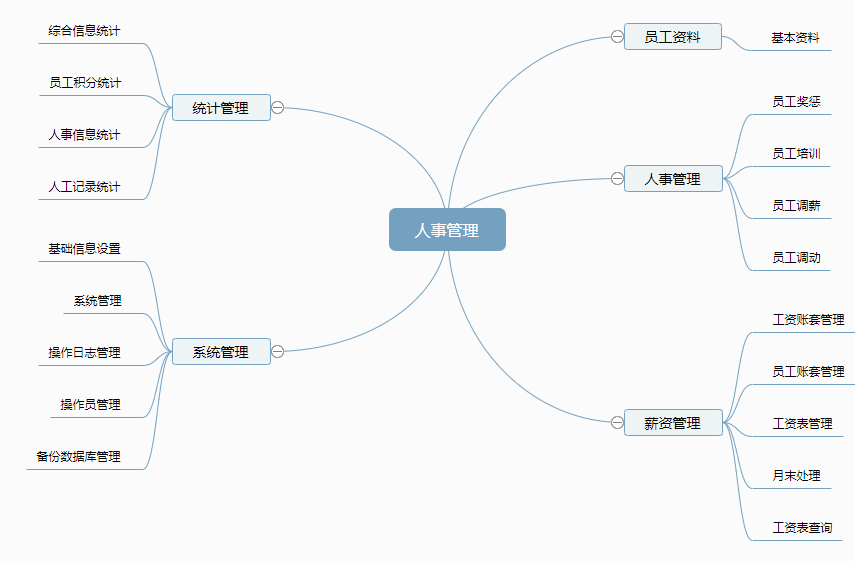 人事管理
员工资料
基本资料
人事管理
员工奖惩
员工培训
员工调薪
员工调动
薪资管理
工资账套管理
员工账套管理
工资表管理
月末处理
工资表查询
统计管理
综合信息统计
员工积分统计
人事信息统计
人工记录统计
系统管理
基础信息设置
系统管理
操作日志管理
操作员管理
备份数据库管理